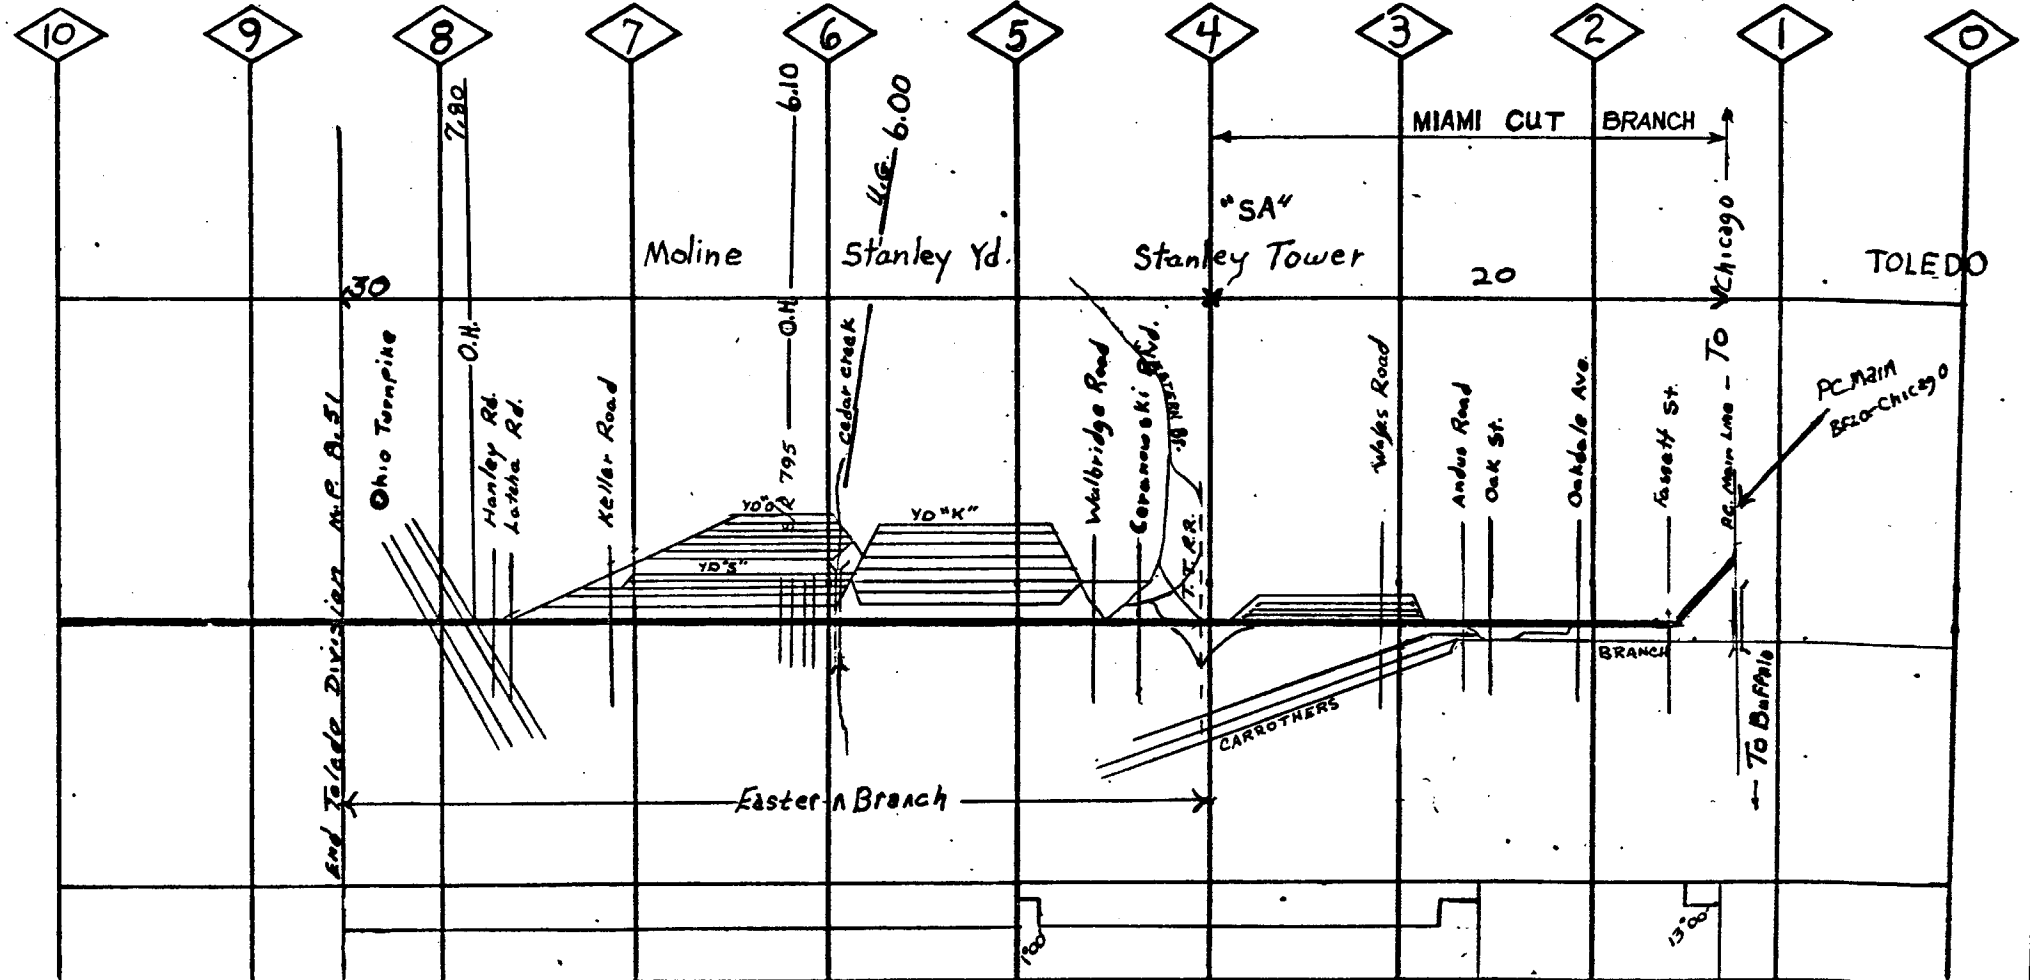 10
9
8
7
6
5
4
3
2
1
0
7.80
6.10
U.G. 6.00
MIAMI CUT BRANCH
"SA"
Moline
Stanley Yd.
Stanley Tower
TOLEDO
30
20
To Chicago
O.H.
O.H.
Ohio Turnpike
Hanley Rd.
Latcha Rd.
Keller Road
795
Cedar Creek
Walbridge Road
Blvd.
T.T.R.R.
Wales Road
Andus Road
Oak St.
Oakdale Ave.
Fassett St.
P.C. Main Line - To Chicago
PC Main
YD "O"
YD "S"
YD "K"
BRANCH
CARROTHERS
To Buffalo
End Toledo Division M.P. 8.51
Eastern Branch
1°00'
13°00'